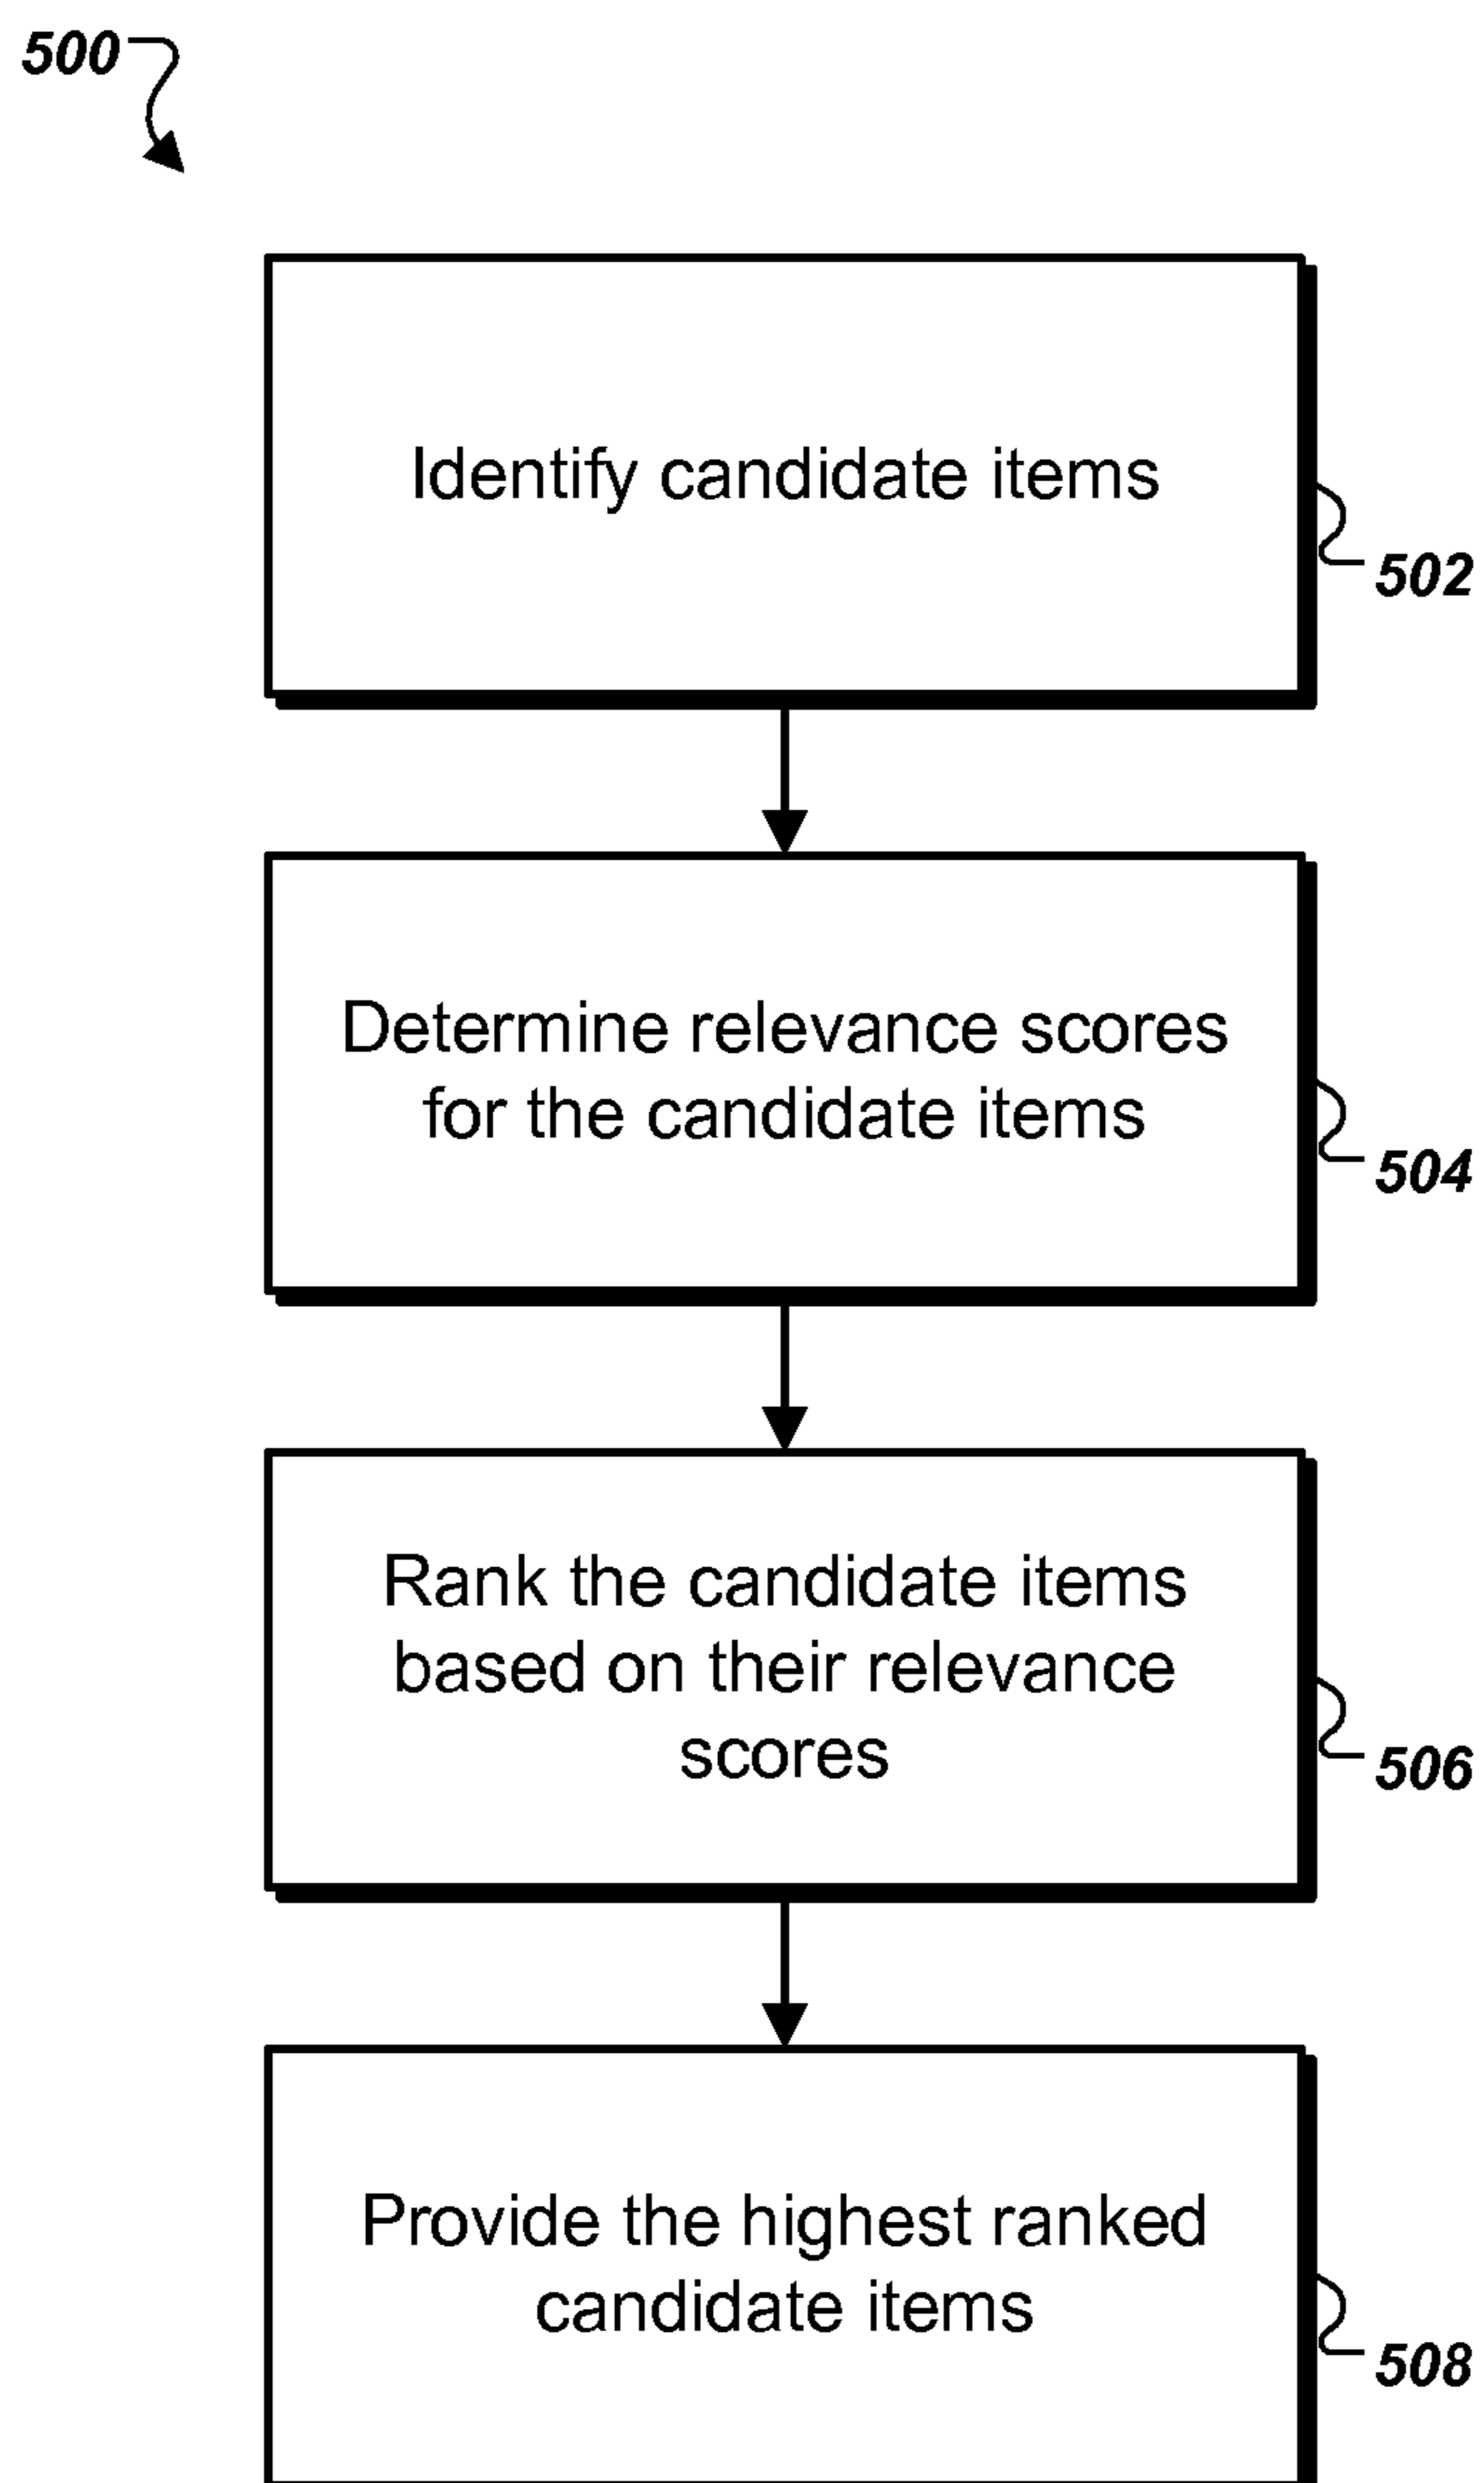 500
Identify candidate items
502
Determine relevance scores
for the candidate items
504
Rank the candidate items
based on their relevance
scores
506
Provide the highest ranked
candidate items
508